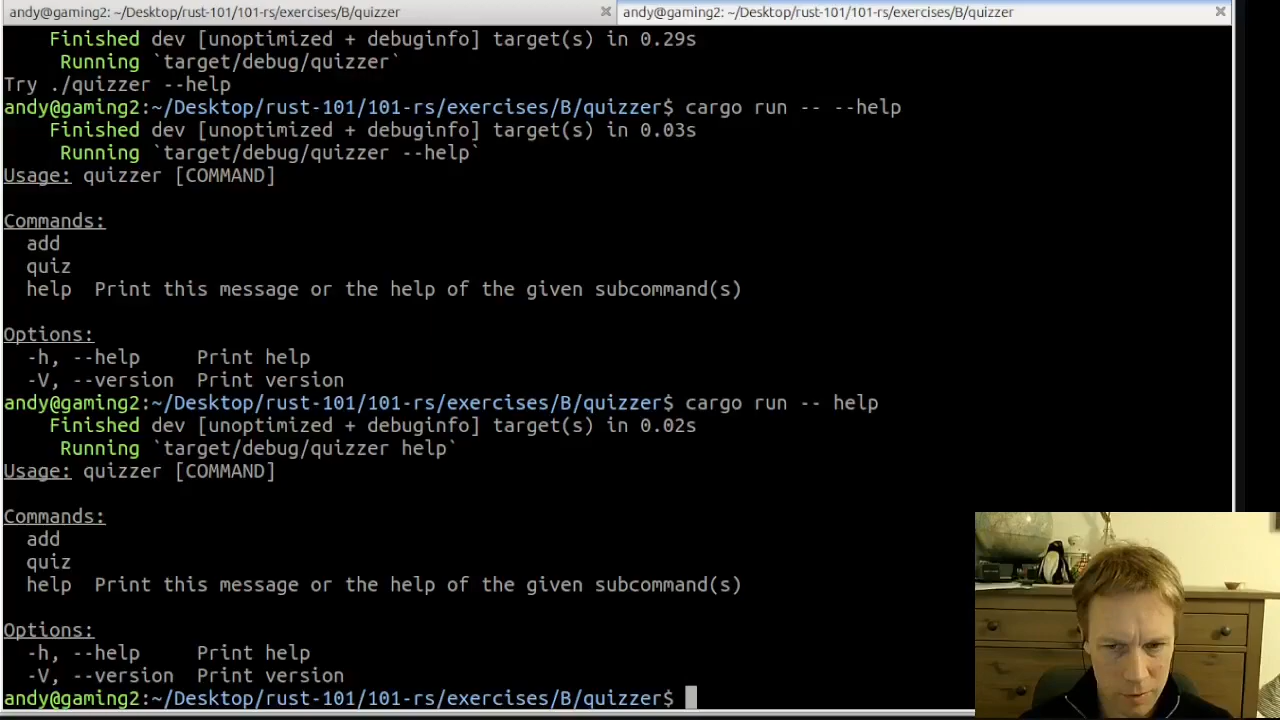 andy@gaming2: ~/Desktop/rust-101/101-rs/exercises/B/quizzer
andy@gaming2: ~/Desktop/rust-101/101-rs/exercises/B/quizzer
Finished dev [unoptimized + debuginfo] target(s) in 0.29s
Running `target/debug/quizzer`
Try ./quizzer --help
andy@gaming2:~/Desktop/rust-101/101-rs/exercises/B/quizzer$ cargo run -- --help
Finished dev [unoptimized + debuginfo] target(s) in 0.03s
Running `target/debug/quizzer --help`
Usage: quizzer [COMMAND]
Commands:
add
quiz
help  Print this message or the help of the given subcommand(s)
Options:
-h, --help     Print help
-V, --version  Print version
andy@gaming2:~/Desktop/rust-101/101-rs/exercises/B/quizzer$ cargo run -- help
Finished dev [unoptimized + debuginfo] target(s) in 0.02s
Running `target/debug/quizzer help`
Usage: quizzer [COMMAND]
Commands:
add
quiz
help  Print this message or the help of the given subcommand(s)
Options:
-h, --help     Print help
-V, --version  Print version
andy@gaming2:~/Desktop/rust-101/101-rs/exercises/B/quizzer$